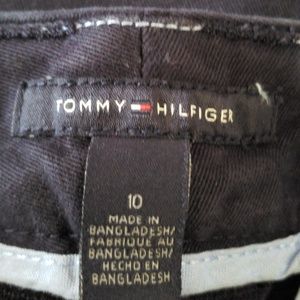 TOMMY HILFIGER
10
MADE IN
BANGLADESH/
FABRIQUE AU
BANGLADESH/
HECHO EN
BANGLADESH